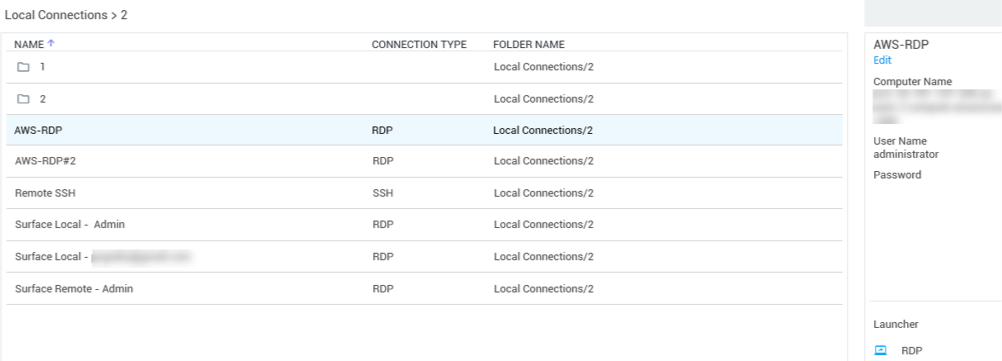 Local Connections > 2
NAME CONNECTION TYPE FOLDER NAME
1 Local Connections/2
2 Local Connections/2
AWS-RDP RDP Local Connections/2
AWS-RDP#2 RDP Local Connections/2
Remote SSH SSH Local Connections/2
Surface Local - Admin RDP Local Connections/2
Surface Local - RDP Local Connections/2
Surface Remote - Admin RDP Local Connections/2
AWS-RDP
Edit
Computer Name
User Name
administrator
Password
Launcher
RDP